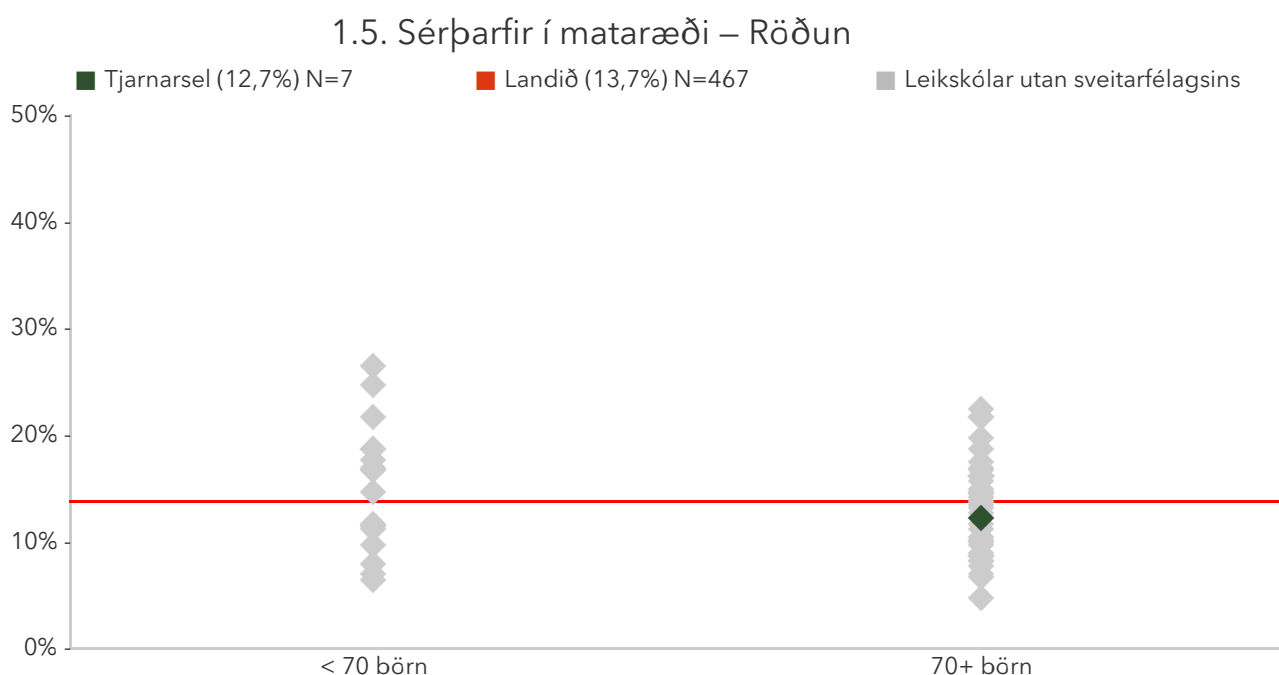 1.5. Sérþarfir í mataræði – Röðun
Tjarnarsel (12,7%) N=7 Landið (13,7%) N=467 Leikskólar utan sveitarfélagsins
50%
40%
30%
20%
10%
0%
< 70 börn 70+ börn